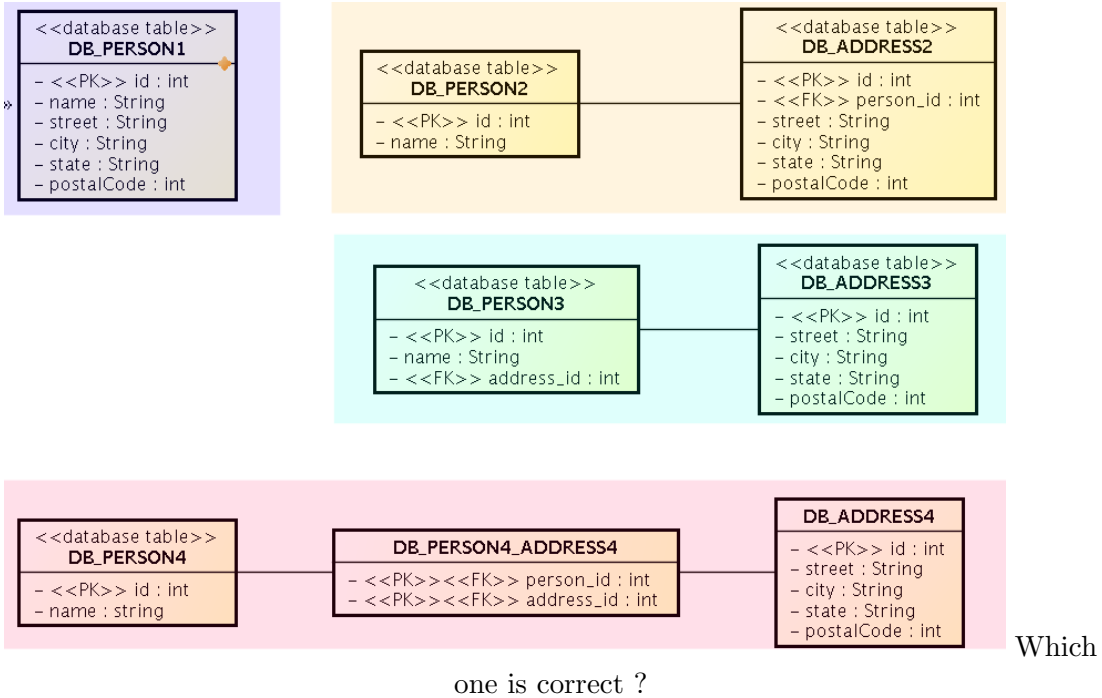 <<database table>>
DB_PERSON1
– <<PK>> id : int
– name : String
– street : String
– city : String
– state : String
– postalCode : int
»
<<database table>>
DB_PERSON2
– <<PK>> id : int
– name : String
<<database table>>
DB_ADDRESS2
– <<PK>> id : int
– <<FK>> person_id : int
– street : String
– city : String
– state : String
– postalCode : int
<<database table>>
DB_PERSON3
– <<PK>> id : int
– name : String
– <<FK>> address_id : int
<<database table>>
DB_ADDRESS3
– <<PK>> id : int
– street : String
– city : String
– state : String
– postalCode : int
<<database table>>
DB_PERSON4
– <<PK>> id : int
– name : string
DB_PERSON4_ADDRESS4
– <<PK>><<FK>> person_id : int
– <<PK>><<FK>> address_id : int
DB_ADDRESS4
– <<PK>> id : int
– street : String
– city : String
– state : String
– postalCode : int
Which
one is correct ?